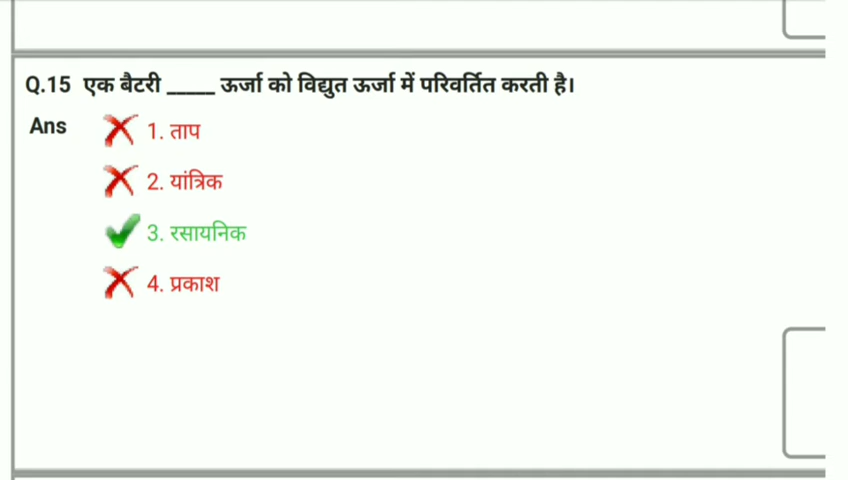 Q.15 एक बैटरी _____ ऊर्जा को विद्युत ऊर्जा में परिवर्तित करती है।
Ans 1. ताप
2. यांत्रिक
3. रसायनिक
4. प्रकाश